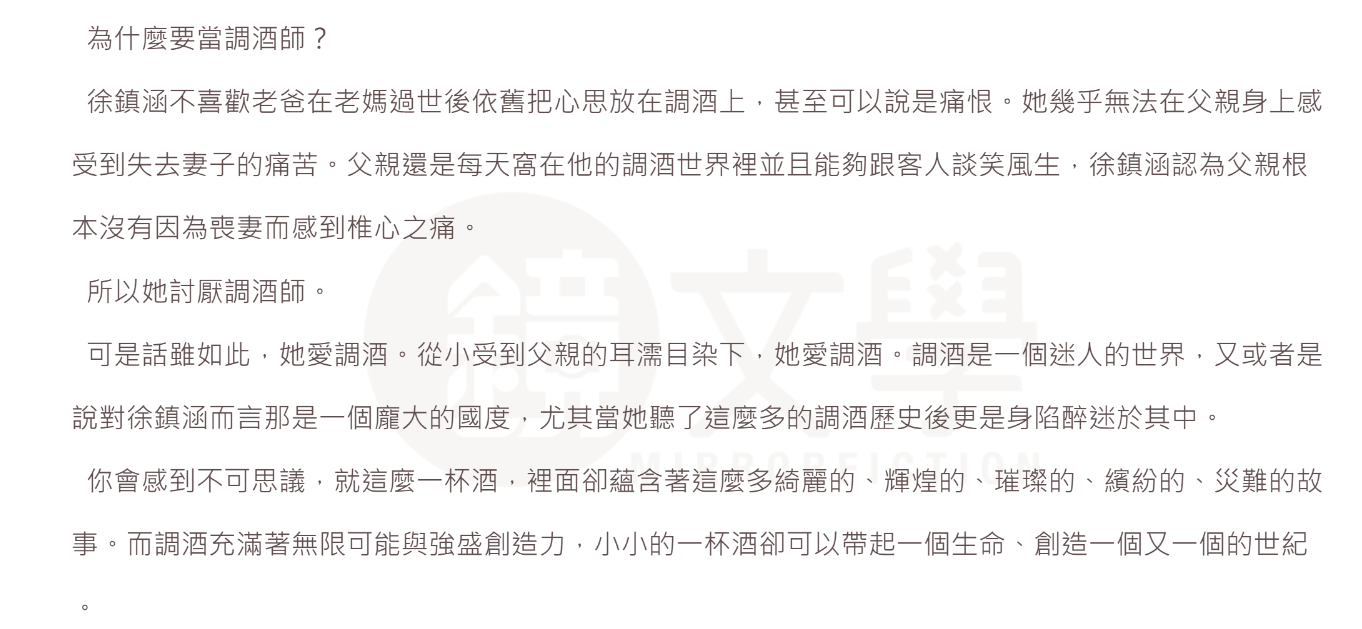 為什麼要當調酒師？
徐鎮涵不喜歡老爸在老媽過世後依舊把心思放在調酒上，甚至可以說是痛恨。她幾乎無法在父親身上感
受到失去妻子的痛苦。父親還是每天窩在他的調酒世界裡並且能夠跟客人談笑風生，徐鎮涵認為父親根
本沒有因為喪妻而感到椎心之痛。
所以她討厭調酒師。
可是話雖如此，她愛調酒。從小受到父親的耳濡目染下，她愛調酒。調酒是一個迷人的世界，又或者是
說對徐鎮涵而言那是一個龐大的國度，尤其當她聽了這麼多的調酒歷史後更是身陷醉迷於其中。
你會感到不可思議，就這麼一杯酒，裡面卻蘊含著這麼多綺麗的、輝煌的、璀璨的、繽紛的、災難的故
事。而調酒充滿著無限可能與強盛創造力，小小的一杯酒卻可以帶起一個生命、創造一個又一個的世紀
。
鏡文學
MIRRORFICTION